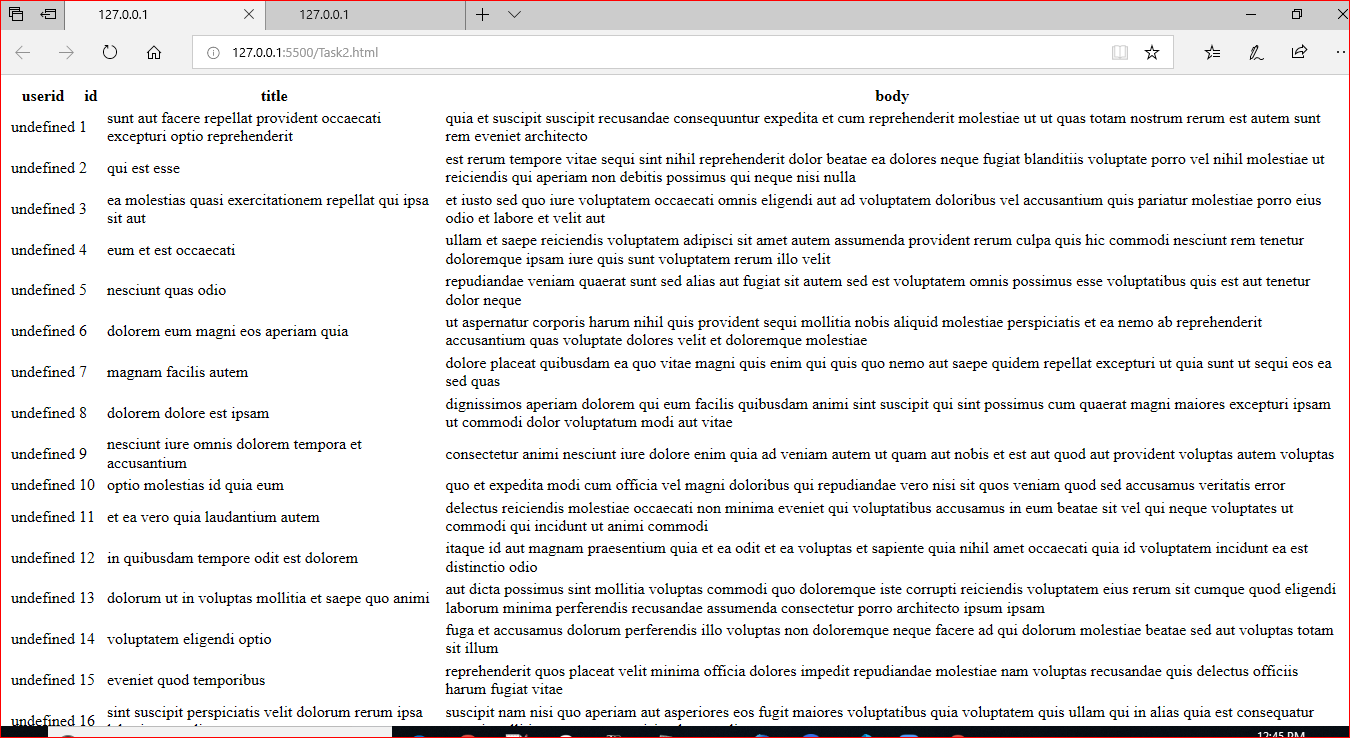 127.0.0.1 127.0.0.1
127.0.0.1:5500/Task2.html
userid id title body
undefined 1 sunt aut facere repellat provident occaecati excepturi optio reprehenderit quia et suscipit suscipit recusandae consequuntur expedita et cum reprehenderit molestiae ut ut quas totam nostrum rerum est autem sunt rem eveniet architecto
undefined 2 qui est esse est rerum tempore vitae sequi sint nihil reprehenderit dolor beatae ea dolores neque fugiat blanditiis voluptate porro vel nihil molestiae ut reiciendis qui aperiam non debitis possimus qui neque nisi nulla
undefined 3 ea molestias quasi exercitationem repellat qui ipsa sit aut et iusto sed quo iure voluptatem occaecati omnis eligendi aut ad voluptatem doloribus vel accusantium quis pariatur molestiae porro eius odio et labore et velit aut
undefined 4 eum et est occaecati ullam et saepe reiciendis voluptatem adipisci sit amet autem assumenda provident rerum culpa quis hic commodi nesciunt rem tenetur doloremque ipsam iure quis sunt voluptatem rerum illo velit
undefined 5 nesciunt quas odio repudiandae veniam quaerat sunt sed alias aut fugiat sit autem sed est voluptatem omnis possimus esse voluptatibus quis est aut tenetur dolor neque
undefined 6 dolorem eum magni eos aperiam quia ut aspernatur corporis harum nihil quis provident sequi mollitia nobis aliquid molestiae perspiciatis et ea nemo ab reprehenderit accusantium quas voluptate dolores velit et doloremque molestiae
undefined 7 magnam facilis autem dolore placeat quibusdam ea quo vitae magni quis enim qui quis quo nemo aut saepe quidem repellat excepturi ut quia sunt ut sequi eos ea sed quas
undefined 8 dolorem dolore est ipsam dignissimos aperiam dolorem qui eum facilis quibusdam animi sint suscipit qui sint possimus cum quaerat magni maiores excepturi ipsam ut commodi dolor voluptatum modi aut vitae
undefined 9 nesciunt iure omnis dolorem tempora et accusantium consectetur animi nesciunt iure dolore enim quia ad veniam autem ut quam aut nobis et est aut quod aut provident voluptas autem voluptas
undefined 10 optio molestias id quia eum quo et expedita modi cum officia vel magni doloribus qui repudiandae vero nisi sit quos veniam quod sed accusamus veritatis error
undefined 11 et ea vero quia laudantium autem delectus reiciendis molestiae occaecati non minima eveniet qui voluptatibus accusamus in eum beatae sit vel qui neque voluptates ut commodi qui incidunt ut animi commodi
undefined 12 in quibusdam tempore odit est dolorem itaque id aut magnam praesentium quia et ea odit et ea voluptas et sapiente quia nihil amet occaecati quia id voluptatem incidunt ea est distinctio odio
undefined 13 dolorum ut in voluptas mollitia et saepe quo animi aut dicta possimus sint mollitia voluptas commodi quo doloremque iste corrupti reiciendis voluptatem eius rerum sit cumque quod eligendi laborum minima perferendis recusandae assumenda consectetur porro architecto ipsum ipsam
undefined 14 voluptatem eligendi optio fuga et accusamus dolorum perferendis illo voluptas non doloremque neque facere ad qui dolorum molestiae beatae sed aut voluptas totam sit illum
undefined 15 eveniet quod temporibus reprehenderit quos placeat velit minima officia dolores impedit repudiandae molestiae nam voluptas recusandae quis delectus officiis harum fugiat vitae
undefined 16 sint suscipit perspiciatis velit dolorum rerum ipsa suscipit nam nisi quo aperiam aut asperiores eos fugit maiores voluptatibus quia voluptatem quis ullam qui in alias quia est consequatur
12:45 PM